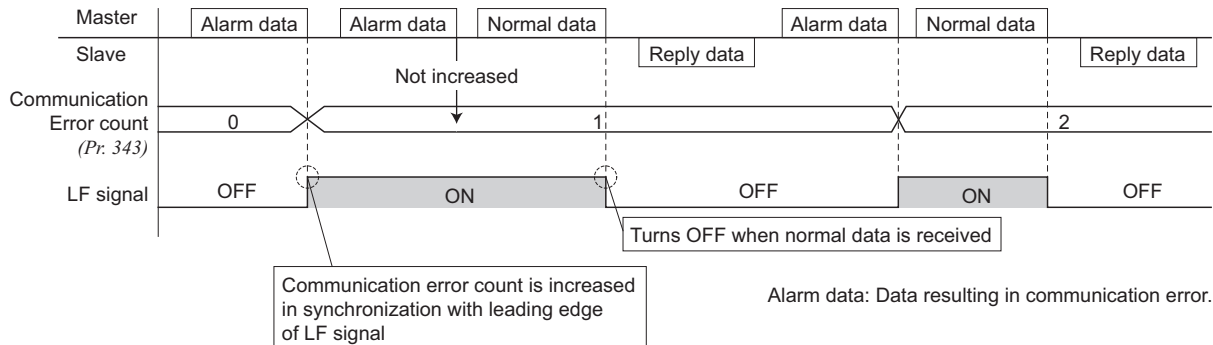 Master
Alarm data
Alarm data
Normal data
Alarm data
Normal data
Slave
Reply data
Reply data
Not increased
Communication
Error count
(Pr. 343)
0
1
2
LF signal
OFF
ON
OFF
ON
OFF
Turns OFF when normal data is received
Communication error count is increased
in synchronization with leading edge
of LF signal
Alarm data: Data resulting in communication error.